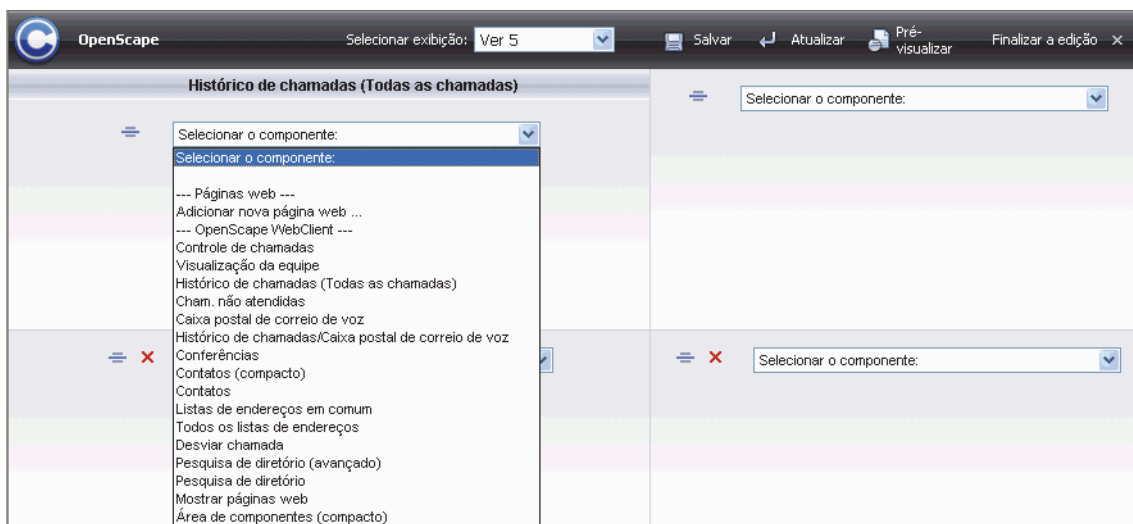 OpenScape
Selecionar exibição: Ver 5
Salvar
Atualizar
Pré-
visualizar
Finalizar a edição
Histórico de chamadas (Todas as chamadas)
Selecionar o componente:
Selecionar o componente:
Selecionar o componente:
--- Páginas web ---
Adicionar nova página web ...
--- OpenScape WebClient ---
Controle de chamadas
Visualização da equipe
Histórico de chamadas (Todas as chamadas)
Cham. não atendidas
Caixa postal de correio de voz
Histórico de chamadas/Caixa postal de correio de voz
Conferências
Contatos (compacto)
Contatos
Listas de endereços em comum
Todos os listas de endereços
Desviar chamada
Pesquisa de diretório (avançado)
Pesquisa de diretório
Mostrar páginas web
Área de componentes (compacto)
Selecionar o componente: